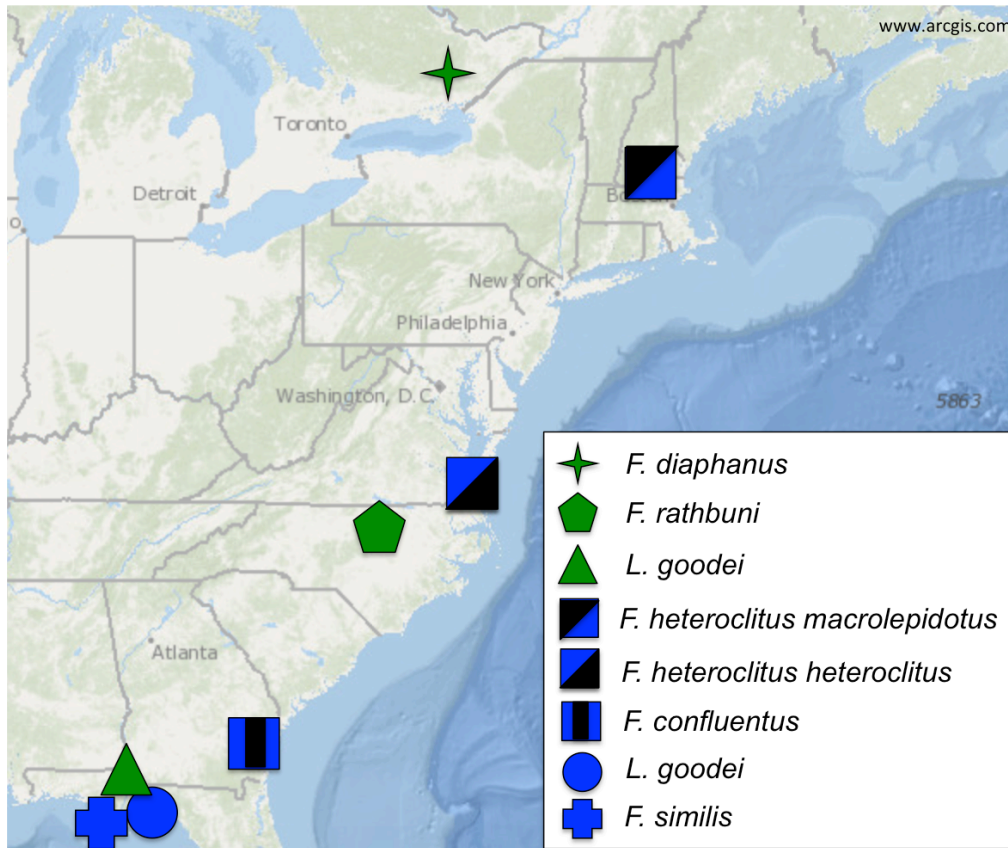 www.arcgis.com
Toronto
Detroit
o
Bo
New York
Philadelphia
Washington, D.C.
5863
Atlanta
F. diaphanus
F. rathbuni
L. goodei
F. heteroclitus macrolepidotus
F. heteroclitus heteroclitus
F. confluentus
L. goodei
F. similis